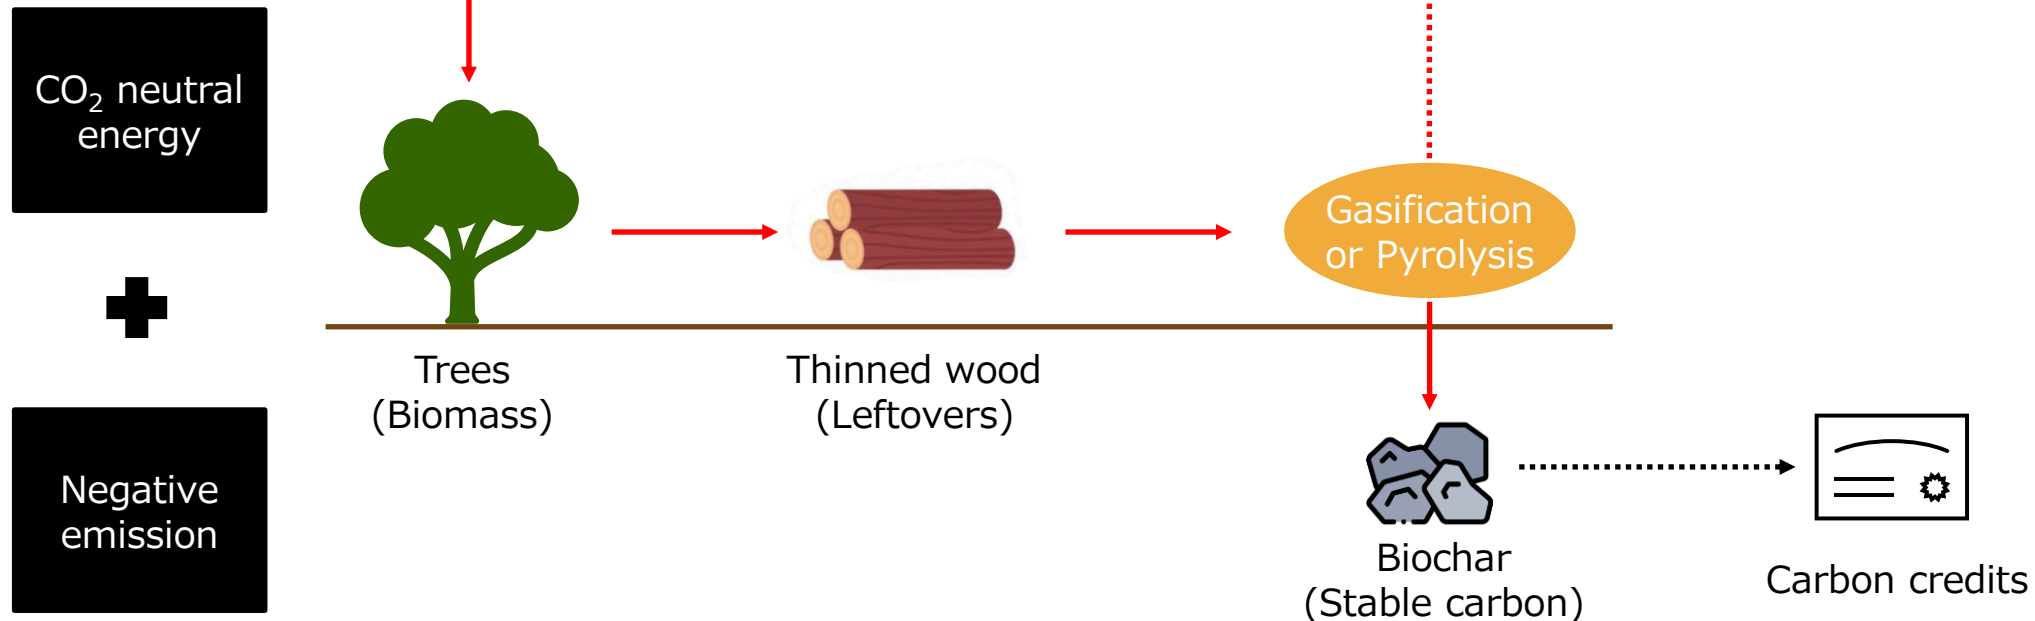 CO₂ neutral
energy
Negative
emission
Trees
(Biomass)
Thinned wood
(Leftovers)
Gasification
or Pyrolysis
Biochar
(Stable carbon)
Carbon credits